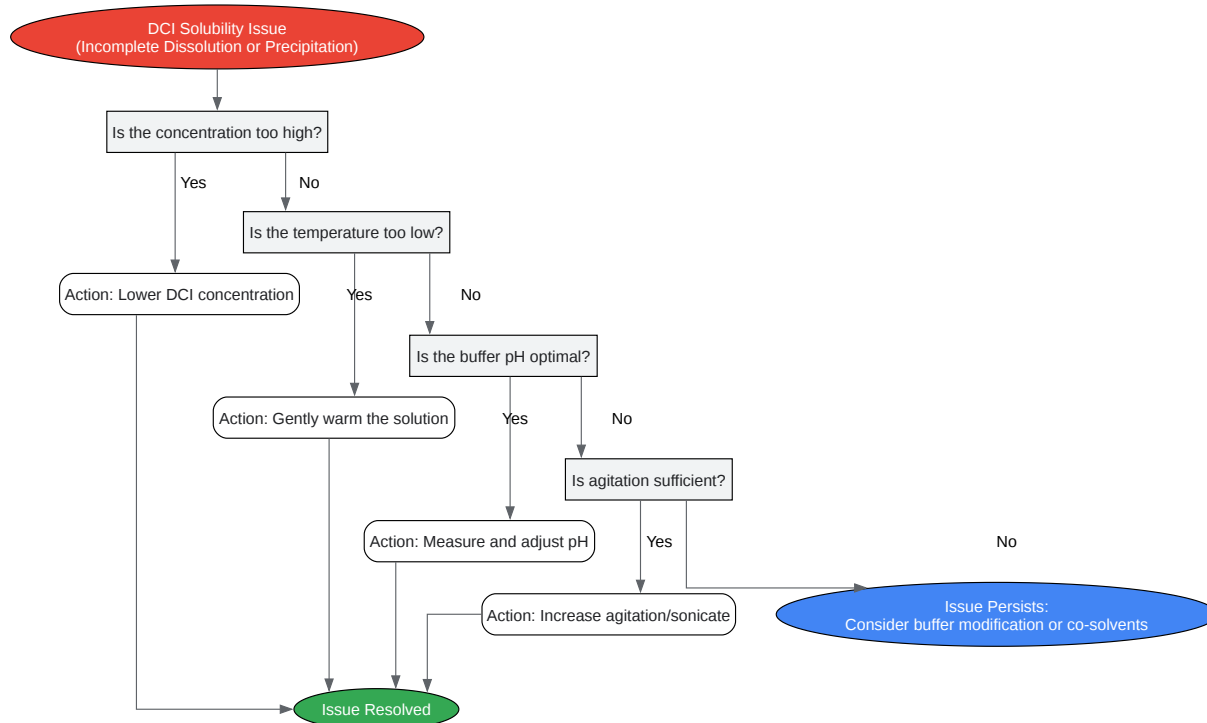 DCI Solubility Issue
(Incomplete Dissolution or Precipitation)
Is the concentration too high?
Yes
No
Is the temperature too low?
Action: Lower DCI concentration
Yes
No
Is the buffer pH optimal?
Action: Gently warm the solution
Yes
No
Is agitation sufficient?
Action: Measure and adjust pH
Yes
No
Action: Increase agitation/sonicate
Issue Persists:
Consider buffer modification or co-solvents
Issue Resolved